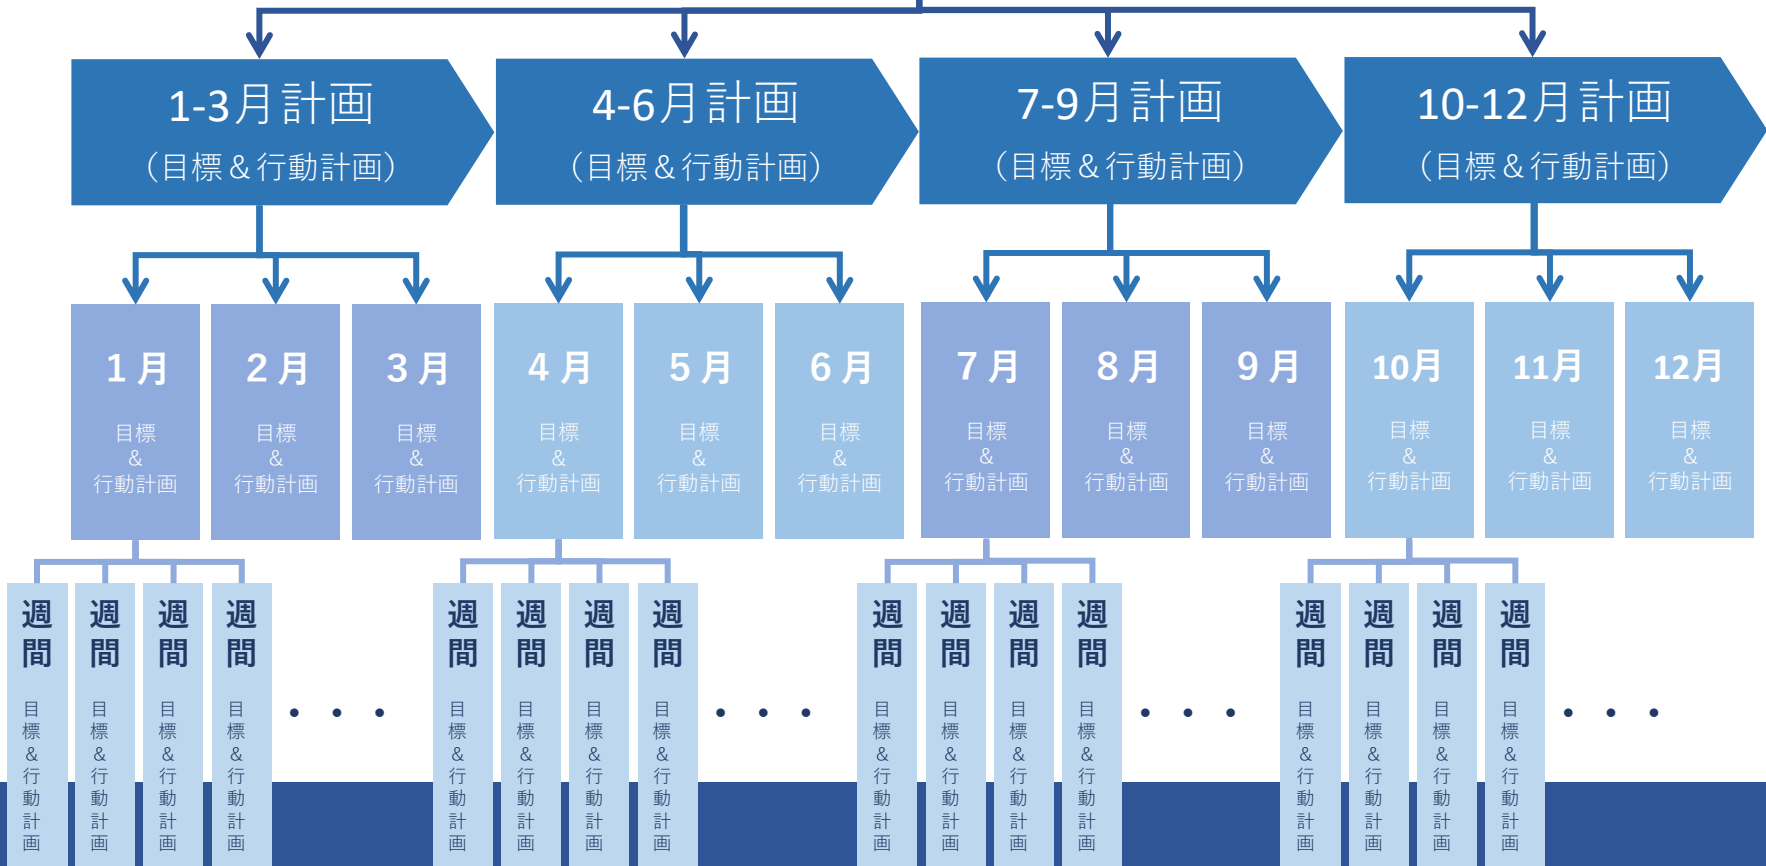 1-3月計画
（目標＆行動計画）
4-6月計画
（目標＆行動計画）
7-9月計画
（目標＆行動計画）
10-12月計画
（目標＆行動計画）
1月
目標
&
行動計画
2月
目標
&
行動計画
3月
目標
&
行動計画
4月
目標
&
行動計画
5月
目標
&
行動計画
6月
目標
&
行動計画
7月
目標
&
行動計画
8月
目標
&
行動計画
9月
目標
&
行動計画
10月
目標
&
行動計画
11月
目標
&
行動計画
12月
目標
&
行動計画
週間
目標＆行動計画
週間
目標＆行動計画
週間
目標＆行動計画
週間
目標＆行動計画
・・・
週間
目標＆行動計画
週間
目標＆行動計画
週間
目標＆行動計画
週間
目標＆行動計画
・・・
週間
目標＆行動計画
週間
目標＆行動計画
週間
目標＆行動計画
週間
目標＆行動計画
・・・
週間
目標＆行動計画
週間
目標＆行動計画
週間
目標＆行動計画
週間
目標＆行動計画
・・・